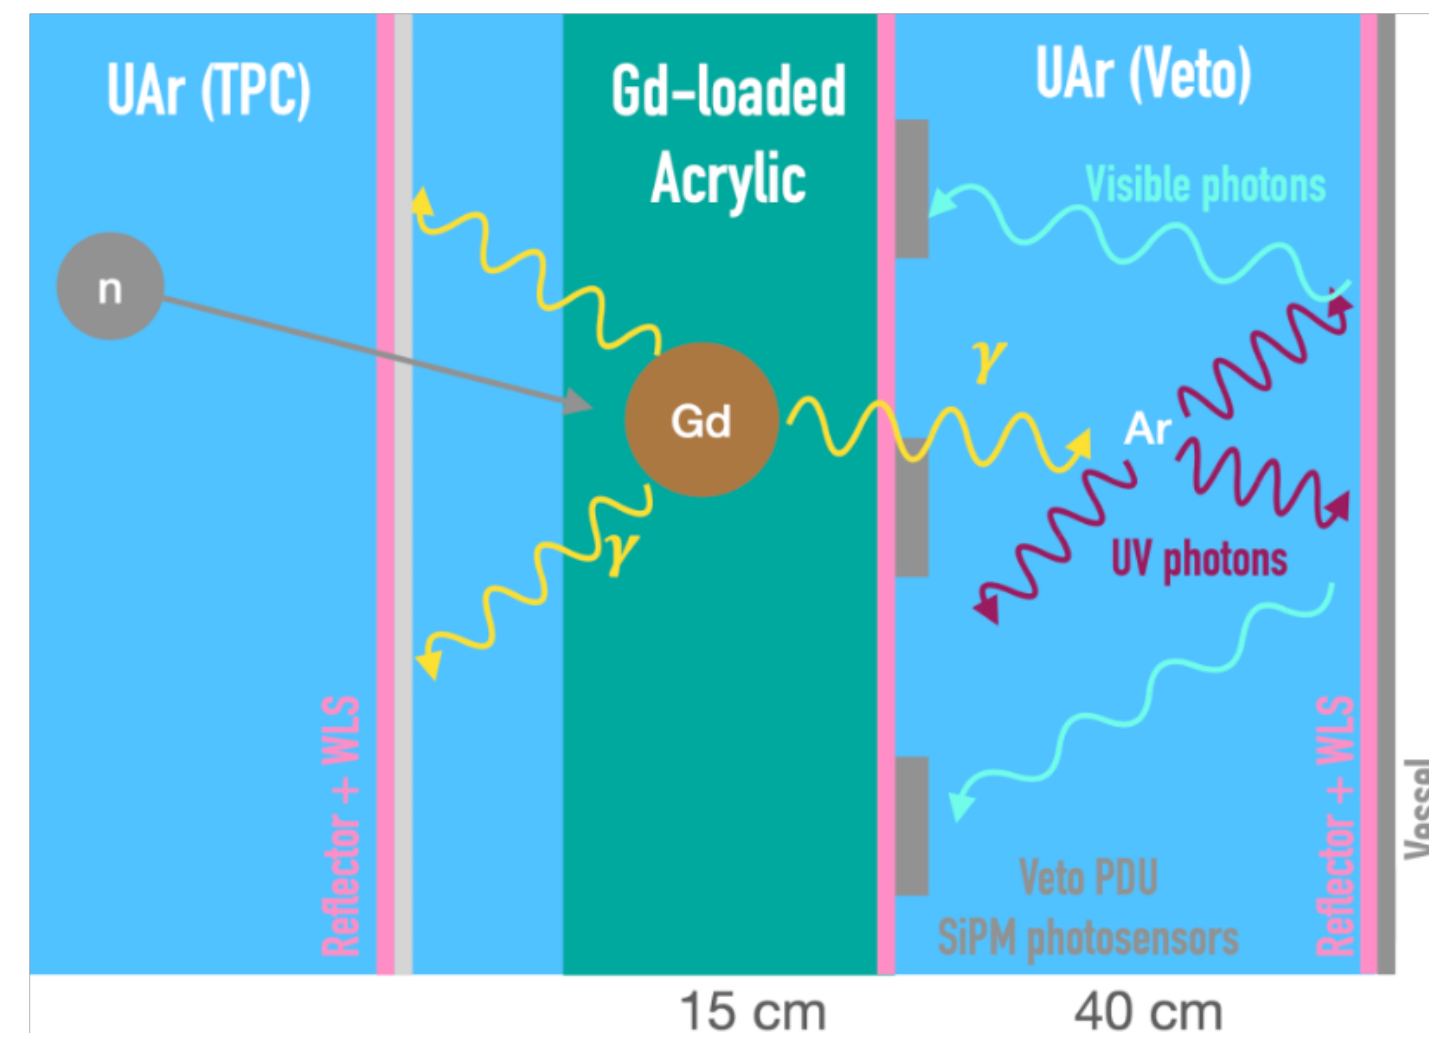 UAr (TPC)
Gd-loaded
Acrylic
UAr (Veto)
Visible photons
n
γ
Gd
Ar
γ
UV photons
Reflector + WLS
Reflector + WLS
Vessel
Veto PDU
SiPM photosensors
15 cm
40 cm